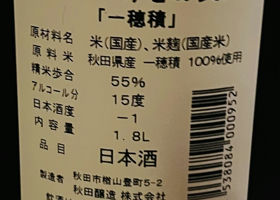 「一穂積」
原材料名 米(国産)、米麹(国産米)
原料米 秋田県産 一穂積 100%使用
精米歩合 55%
アルコール分 15度
日本酒度 −1
内容量 1.8L
品目 日本酒
製造者 秋田市楢山登町5-2
秋田醸造 株式会社
538084000952